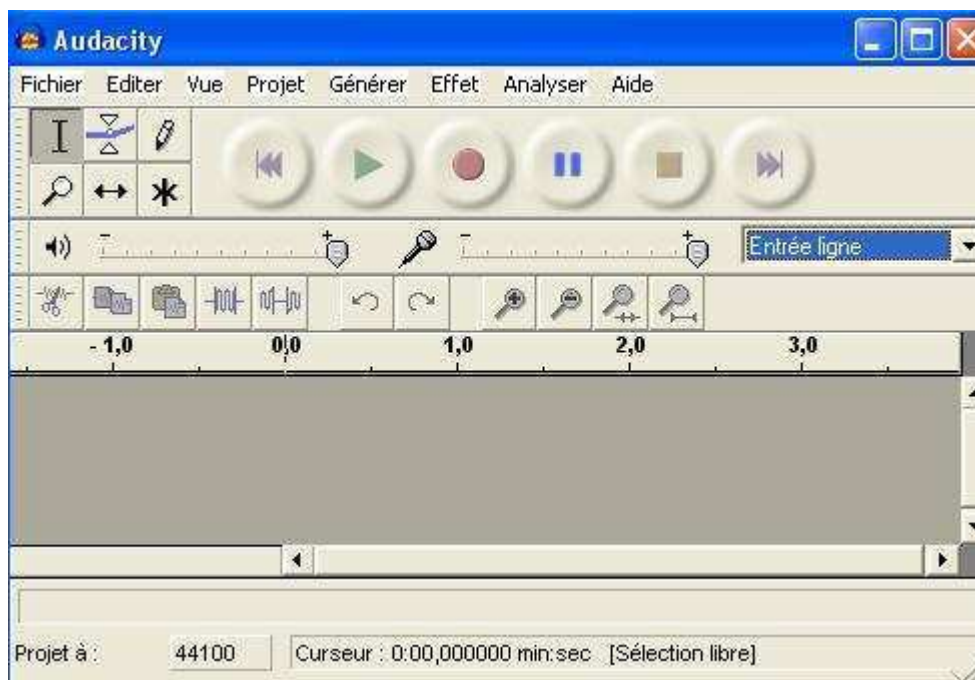 Audacity
Fichier Editer Vue Projet Générer Effet Analyser Aide
Entrée ligne
- 1,0 0,0 1,0 2,0 3,0
Projet à : 44100 Curseur : 0:00,000000 min:sec [Sélection libre]